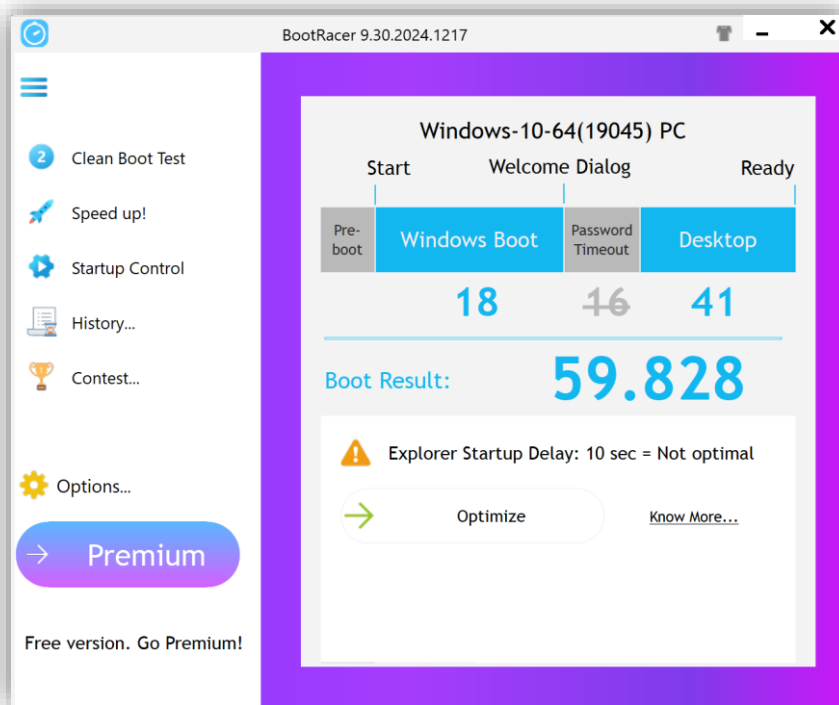 BootRacer 9.30.2024.1217
2 Clean Boot Test
Speed up!
Startup Control
History...
Contest...
Options...
Premium
Free version. Go Premium!
Windows-10-64(19045) PC
Start Welcome Dialog Ready
Pre-
boot
Windows Boot
Password
Timeout
Desktop
18 16 41
Boot Result: 59.828
Explorer Startup Delay: 10 sec = Not optimal
Optimize Know More...